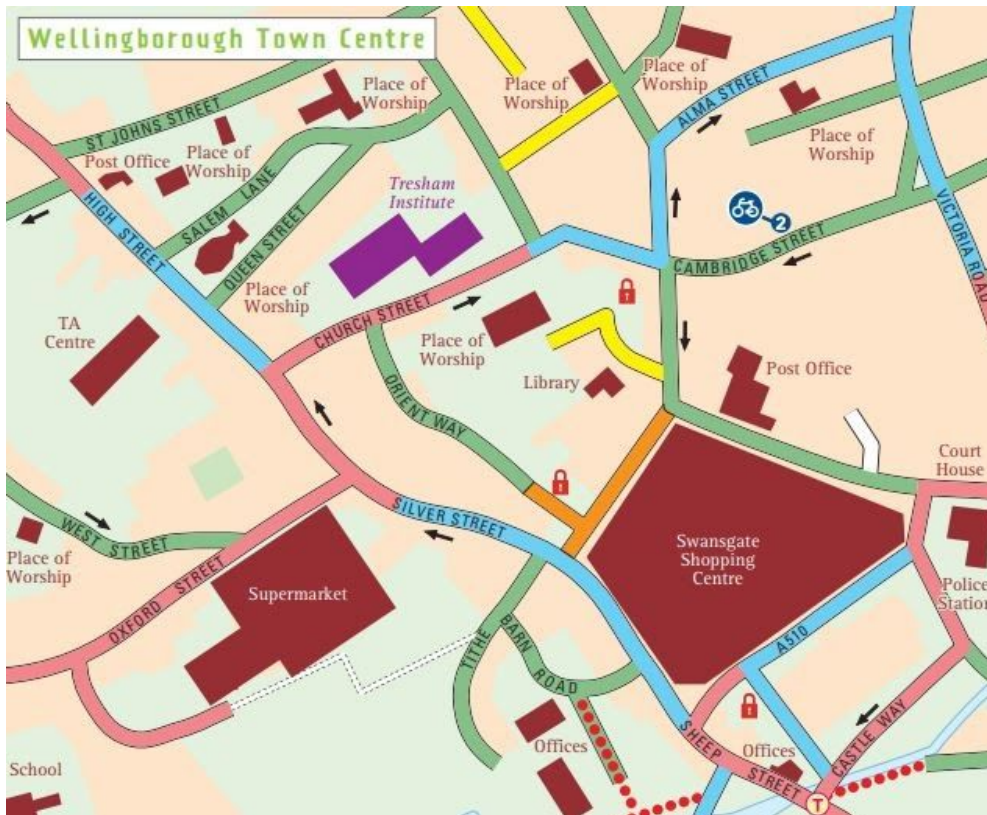 Wellingborough Town Centre
Place of
Worship
Place of
Worship
Place of
Worship
ALMA STREET
ST JOHNS STREET
Post Office
Place of
Worship
Place of
Worship
Tresham
Institute
SALEM LANE
HIGH STREET
QUEEN STREET
2
VICTORIA ROAD
CAMBRIDGE STREET
Place of
Worship
TA
Centre
CHURCH STREET
Place of
Worship
Library
Post Office
ORIENT WAY
Court
House
SILVER STREET
WEST STREET
Place of
Worship
OXFORD STREET
Supermarket
Swansgate
Shopping
Centre
Police
Station
A510
TITHE
BARN
ROAD
SHEEP
STREET
CASTLE WAY
Offices
Offices
School
T